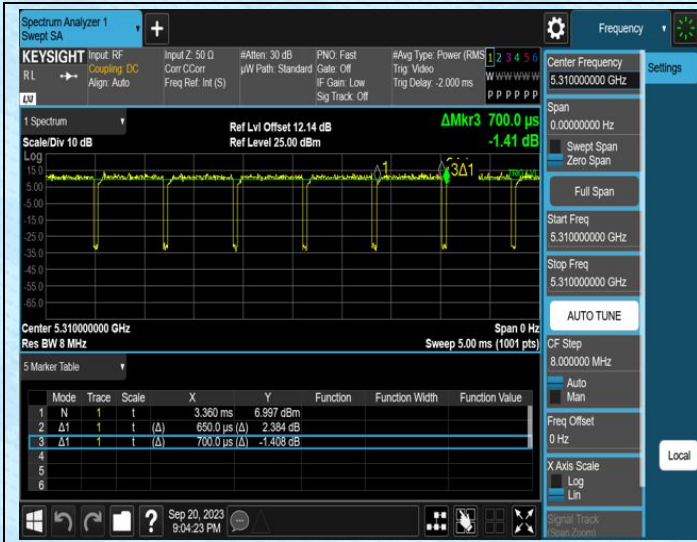 Spectrum Analyzer 1
Swept SA
+
Frequency
KEYSIGHT
RL
LXI
Input: RF
Coupling: DC
Align: Auto
Input Z: 50 Ω
Corr CCorr
Freq Ref: Int (S)
#Atten: 30 dB
µW Path: Standard
PNO: Fast
Gate: Off
IF Gain: Low
Sig Track: Off
#Avg Type: Power (RMS
Trig: Video
Trig Delay: -2.000 ms
1 2 3 4 5 6
W W W W W W
P P P P P P
1 Spectrum
Scale/Div 10 dB
Ref Lvl Offset 12.14 dB
Ref Level 25.00 dBm
ΔMkr3 700.0 µs
-1.41 dB
Log
15.0
5.00
-5.00
-15.0
-25.0
-35.0
-45.0
-55.0
-65.0
1
3Δ1
Center 5.310000000 GHz
Res BW 8 MHz
Span 0 Hz
Sweep 5.00 ms (1001 pts)
5 Marker Table
Mode Trace Scale X Y Function Function Width Function Value
1 N 1 t 3.360 ms 6.997 dBm
2 Δ1 1 t (Δ) 650.0 µs (Δ) 2.384 dB
3 Δ1 1 t (Δ) 700.0 µs (Δ) -1.408 dB
4
5
6
?
Sep 20, 2023
9:04:23 PM
Center Frequency
5.310000000 GHz
Span
0.00000000 Hz
Swept Span
Zero Span
Full Span
Start Freq
5.310000000 GHz
Stop Freq
5.310000000 GHz
AUTO TUNE
CF Step
8.000000 MHz
Auto
Man
Freq Offset
0 Hz
X Axis Scale
Log
Lin
Signal Track
(Span Zoom)
Settings
Local